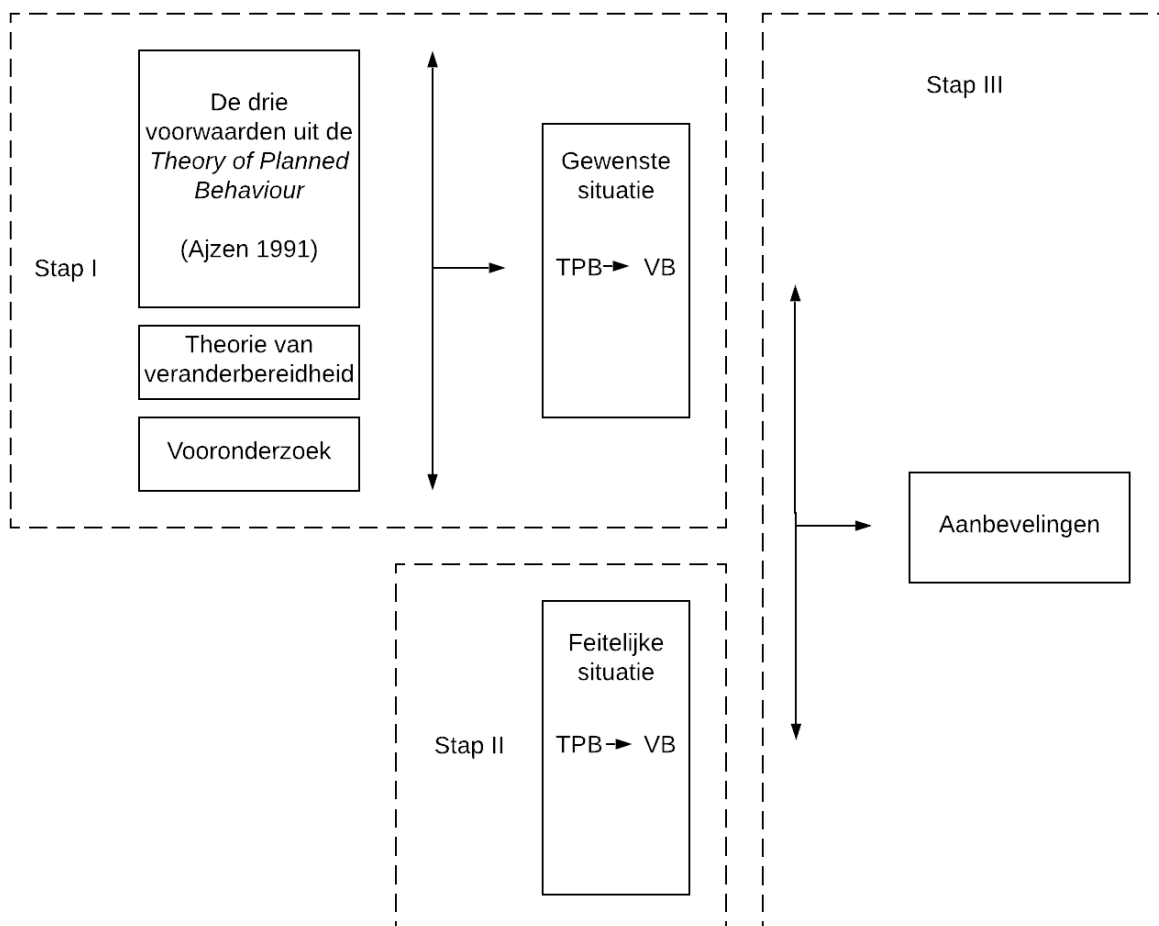 Stap I
De drie
voorwaarden uit de
Theory of Planned
Behaviour
(Ajzen 1991)
Theorie van
veranderbereidheid
Vooronderzoek
Gewenste
situatie
TPB VB
Stap II
Feitelijke
situatie
TPB VB
Stap III
Aanbevelingen